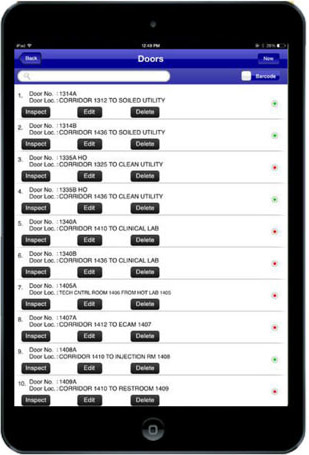 iPad
12:43 PM
Back
Doors
New
Barcode
1. Door No. :1314A
Door Loc. :CORRIDOR 1312 TO SOILED UTILITY
Inspect Edit Delete
2. Door No. :1314B
Door Loc. :CORRIDOR 1436 TO SOILED UTILITY
Inspect Edit Delete
3. Door No. :1335A HO
Door Loc. :CORRIDOR 1325 TO CLEAN UTILITY
Inspect Edit Delete
4. Door No. :1335B HO
Door Loc. :CORRIDOR 1436 TO CLEAN UTILITY
Inspect Edit Delete
5. Door No. :1340A
Door Loc. :CORRIDOR 1410 TO CLINICAL LAB
Inspect Edit Delete
6. Door No. :1340B
Door Loc. :CORRIDOR 1436 TO CLINICAL LAB
Inspect Edit Delete
7. Door No. :1405A
Door Loc. :TECH CNTRL ROOM 1406 FROM HOT LAB 1405
Inspect Edit Delete
8. Door No. :1407A
Door Loc. :CORRIDOR 1412 TO ECAM 1407
Inspect Edit Delete
9. Door No. :1408A
Door Loc. :CORRIDOR 1410 TO INJECTION RM 1408
Inspect Edit Delete
10. Door No. :1409A
Door Loc. :CORRIDOR 1410 TO RESTROOM 1409
Inspect Edit Delete